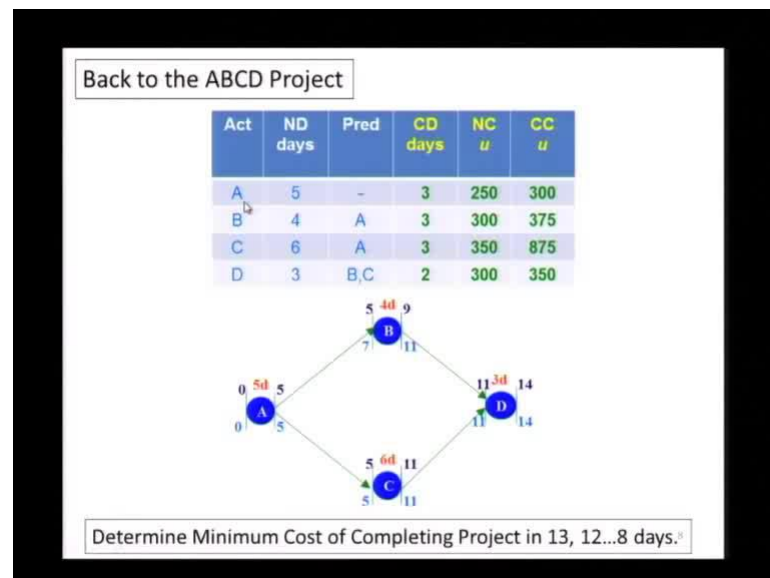 Back to the ABCD Project
Act ND days Pred CD days NC u CC u
A 5 - 3 250 300
B 4 A 3 300 375
C 6 A 3 350 875
D 3 B,C 2 300 350
5 4d 9
B
7 11
0 5d 5
A
0 5
11 3d 14
D
11 14
5 6d 11
C
5 11
Determine Minimum Cost of Completing Project in 13, 12...8 days. 8